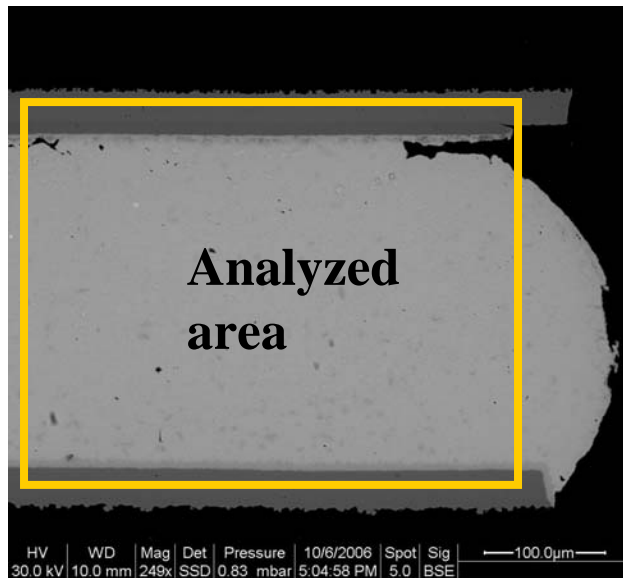 Analyzed
area
HV WD Mag Det Pressure 10/6/2006 Spot Sig 100.0µm
30.0 kV 10.0 mm 249x SSD 0.83 mbar 5:04:58 PM 5.0 BSE